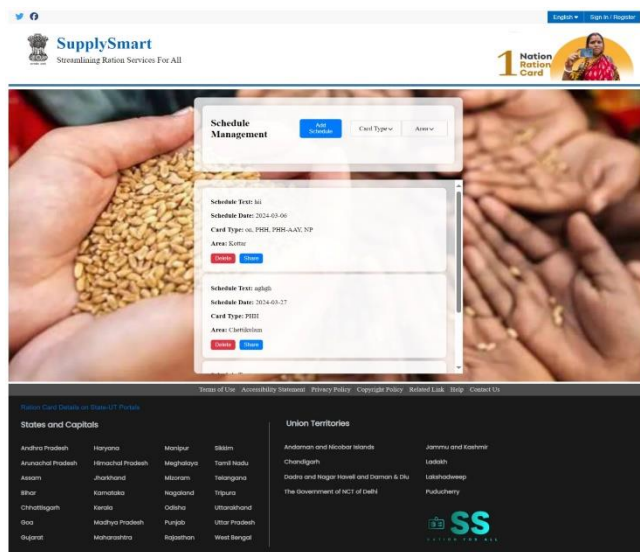 English
Sign in / Register
SupplySmart
Streamlining Ration Services For All
1 Nation
Ration
Card
Schedule
Management
Add
Schedule
Card Type
Area
Schedule Text: hii
Schedule Date: 2024-03-06
Card Type: on, PHH, PHH-AAY, NP
Area: Kottar
Delete Share
Schedule Text: aghgh
Schedule Date: 2024-03-27
Card Type: PHH
Area: Chettikulam
Delete Share
Terms of Use Accessibility Statement Privacy Policy Copyright Policy Related Link Help Contact Us
Ration Card Details on State-UT Portals
States and Capitals
Andhra Pradesh Haryana Manipur Sikkim
Arunachal Pradesh Himachal Pradesh Meghalaya Tamil Nadu
Assam Jharkhand Mizoram Telangana
Bihar Karnataka Nagaland Tripura
Chhattisgarh Kerala Odisha Uttarakhand
Goa Madhya Pradesh Punjab Uttar Pradesh
Gujarat Maharashtra Rajasthan West Bengal
Union Territories
Andaman and Nicobar Islands Jammu and Kashmir
Chandigarh Ladakh
Dadra and Nagar Haveli and Daman & Diu Lakshadweep
The Government of NCT of Delhi Puducherry
SS
RATION FOR ALL